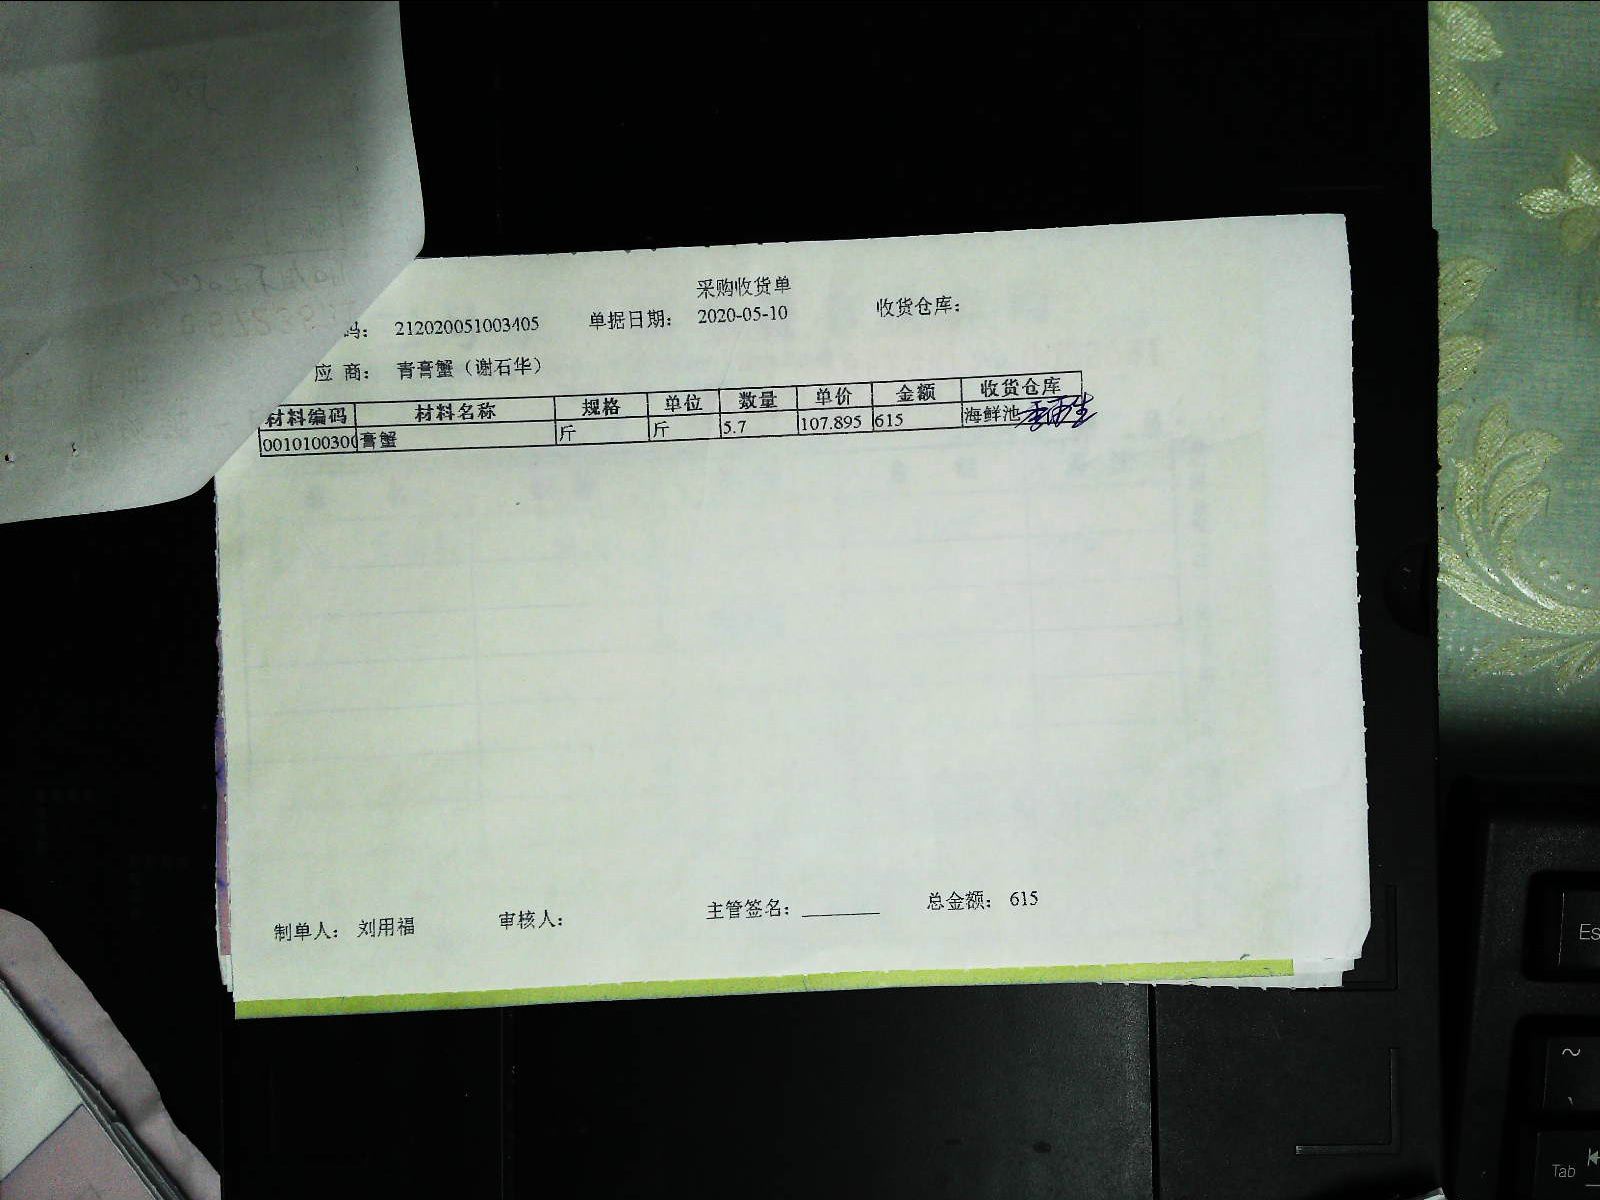 采购收货单
码： 212020051003405 单据日期： 2020-05-10 收货仓库：
应 商： 青膏蟹（谢石华）
材料编码 材料名称 规格 单位 数量 单价 金额 收货仓库
0010100300 膏蟹 斤 斤 5.7 107.895 615 海鲜池
制单人： 刘用福 审核人： 主管签名： 总金额： 615
Es
~
Tab